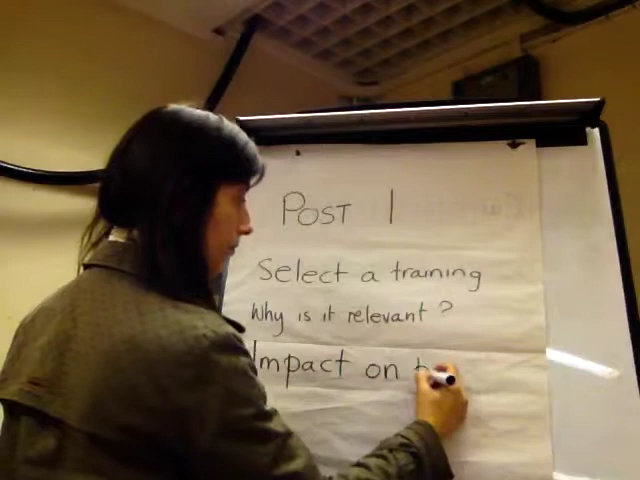 POST 1
Select a training
Why is it relevant?
Impact on